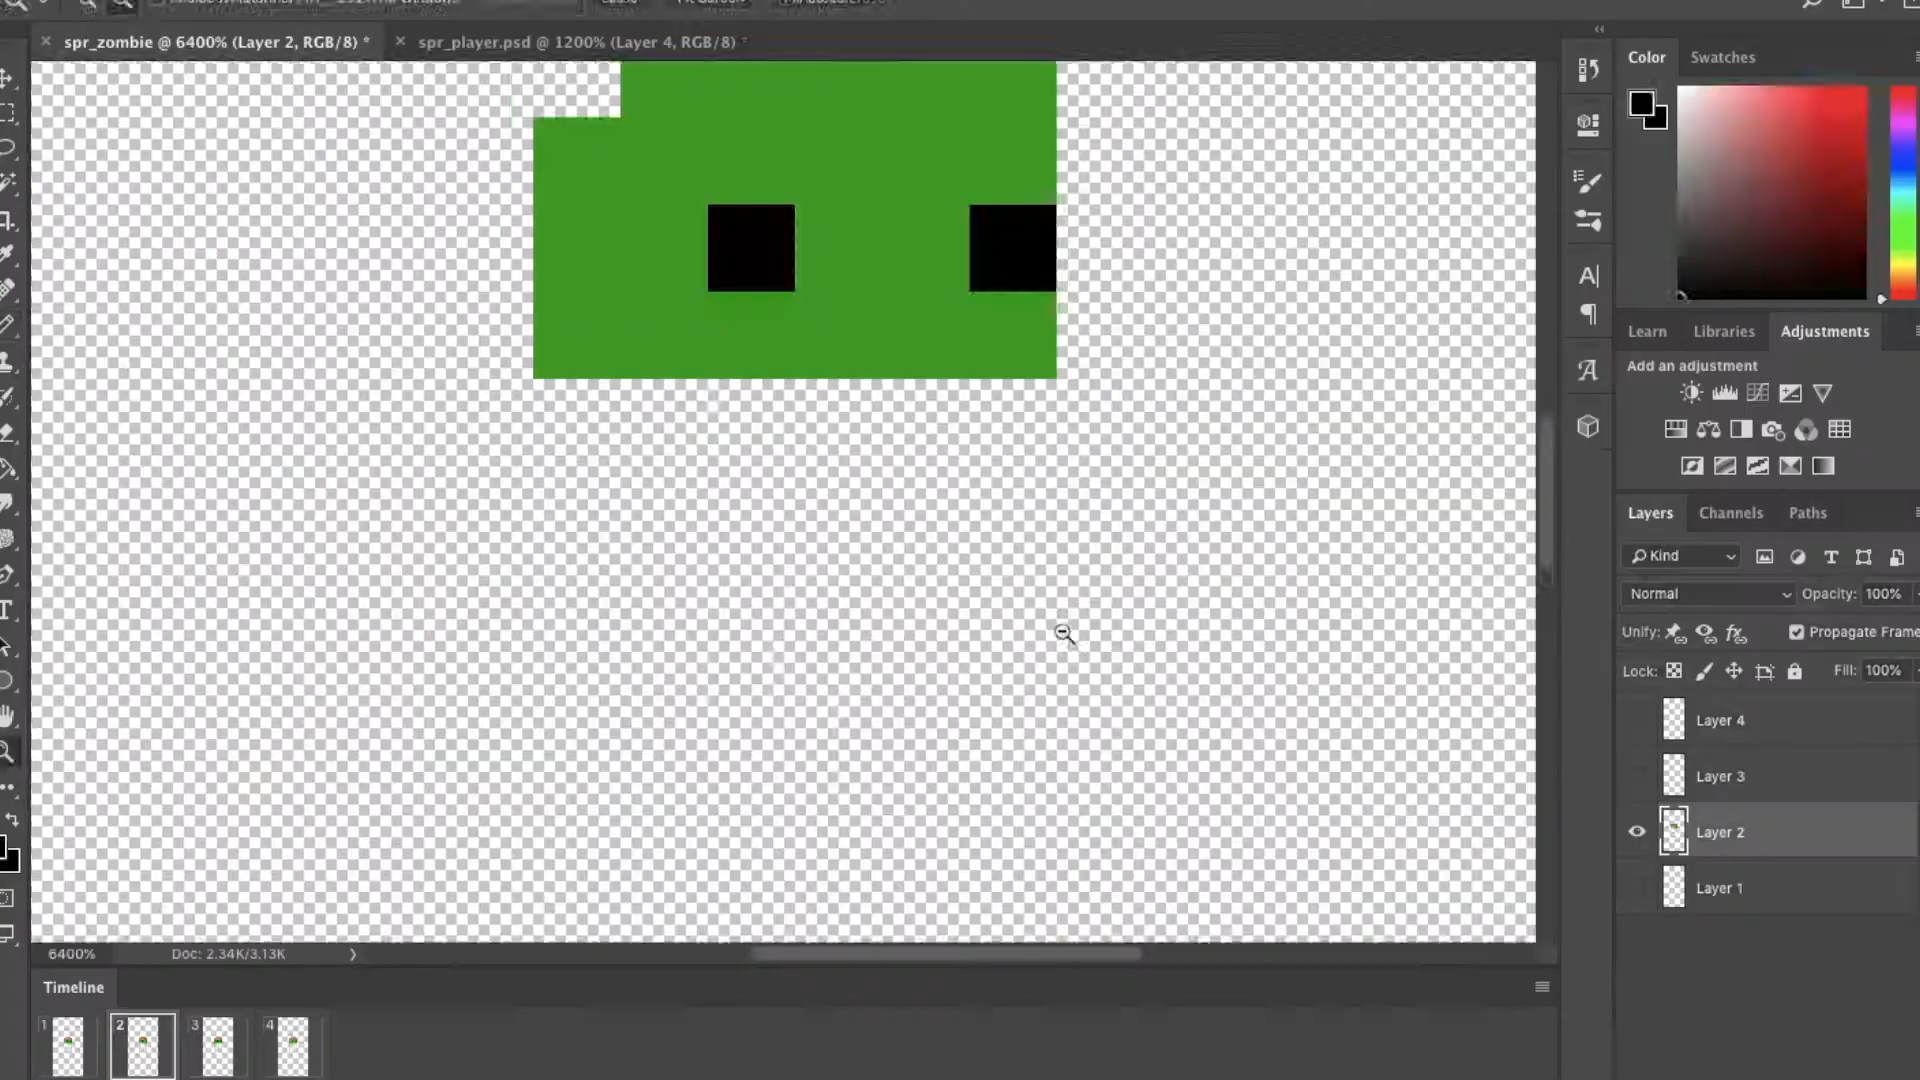 spr_zombie @ 6400% (Layer 2, RGB/8) *
spr_player.psd @ 1200% (Layer 4, RGB/8) *
Color
Swatches
Learn
Libraries
Adjustments
Add an adjustment
Layers
Channels
Paths
Kind
Normal
Opacity: 100%
Unify:
Propagate Frame
Lock:
Fill: 100%
Layer 4
Layer 3
Layer 2
Layer 1
6400%
Doc: 2.34K/3.13K
Timeline
1
2
3
4